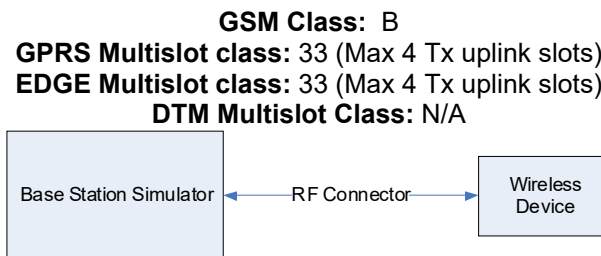 GSM Class: B
GPRS Multislot class: 33 (Max 4 Tx uplink slots)
EDGE Multislot class: 33 (Max 4 Tx uplink slots)
DTM Multislot Class: N/A
Base Station Simulator
RF Connector
Wireless
Device